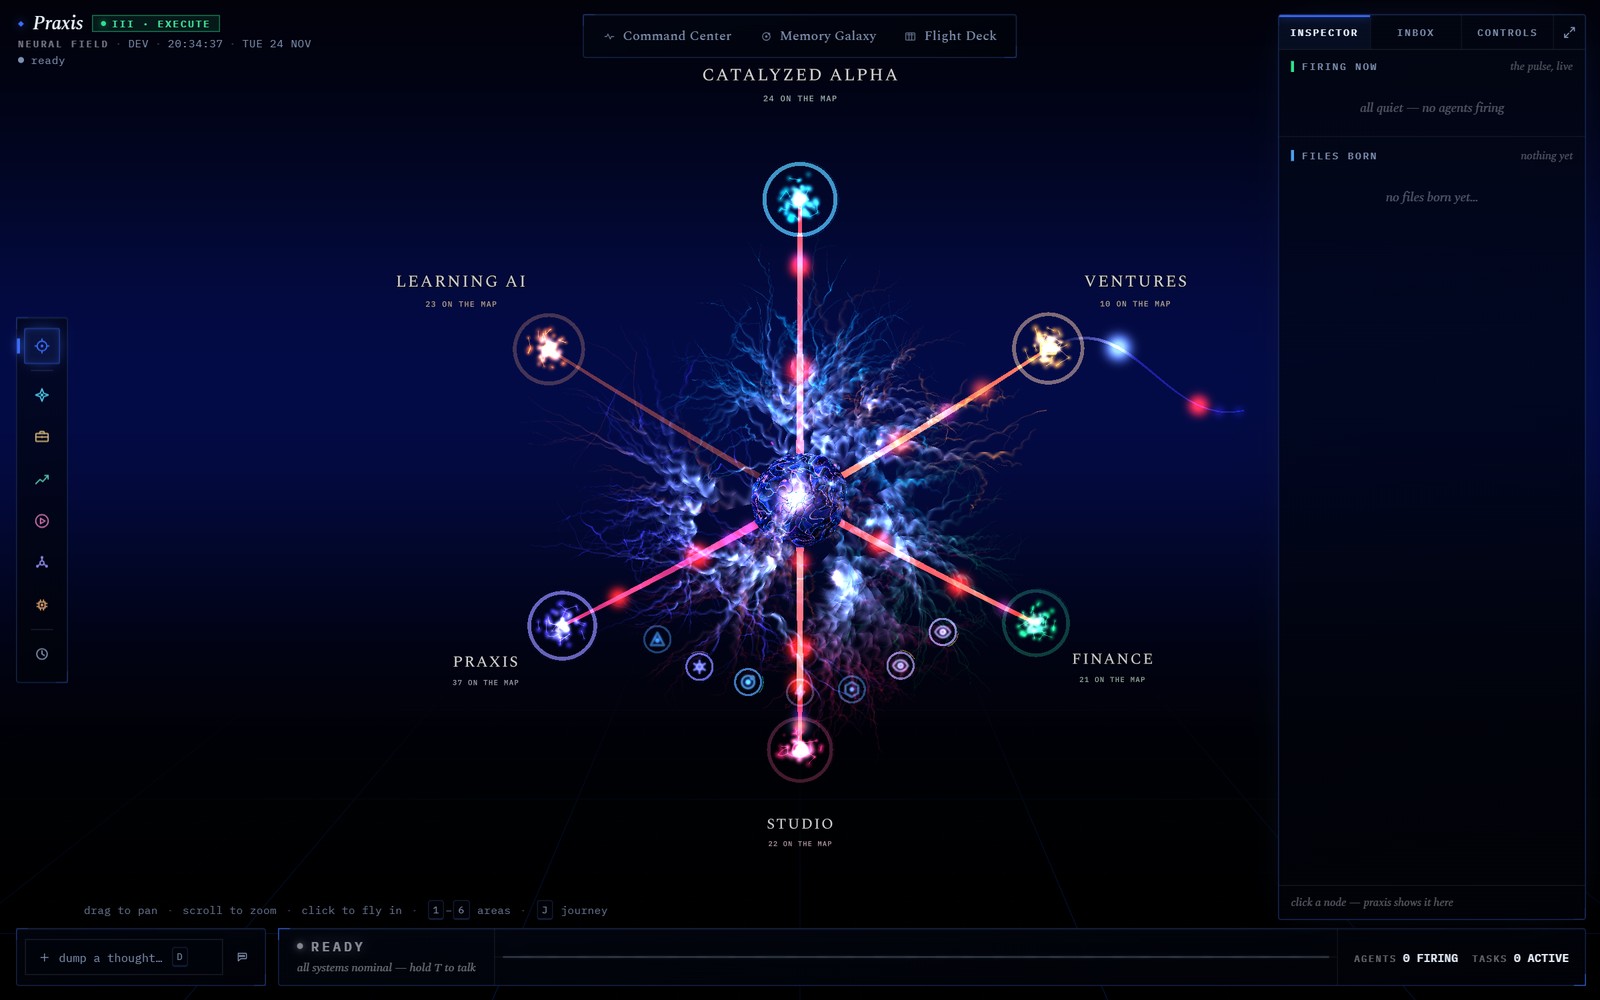 Praxis
III · EXECUTE
NEURAL FIELD · DEV · 20:34:37 · TUE 24 NOV
ready
Command Center
Memory Galaxy
Flight Deck
CATALYZED ALPHA
24 ON THE MAP
LEARNING AI
23 ON THE MAP
VENTURES
10 ON THE MAP
PRAXIS
37 ON THE MAP
FINANCE
21 ON THE MAP
STUDIO
22 ON THE MAP
INSPECTOR
INBOX
CONTROLS
FIRING NOW
the pulse, live
all quiet — no agents firing
FILES BORN
nothing yet
no files born yet…
click a node — praxis shows it here
drag to pan · scroll to zoom · click to fly in · 1–6 areas · J journey
+ dump a thought… D
READY
all systems nominal — hold T to talk
AGENTS 0 FIRING TASKS 0 ACTIVE